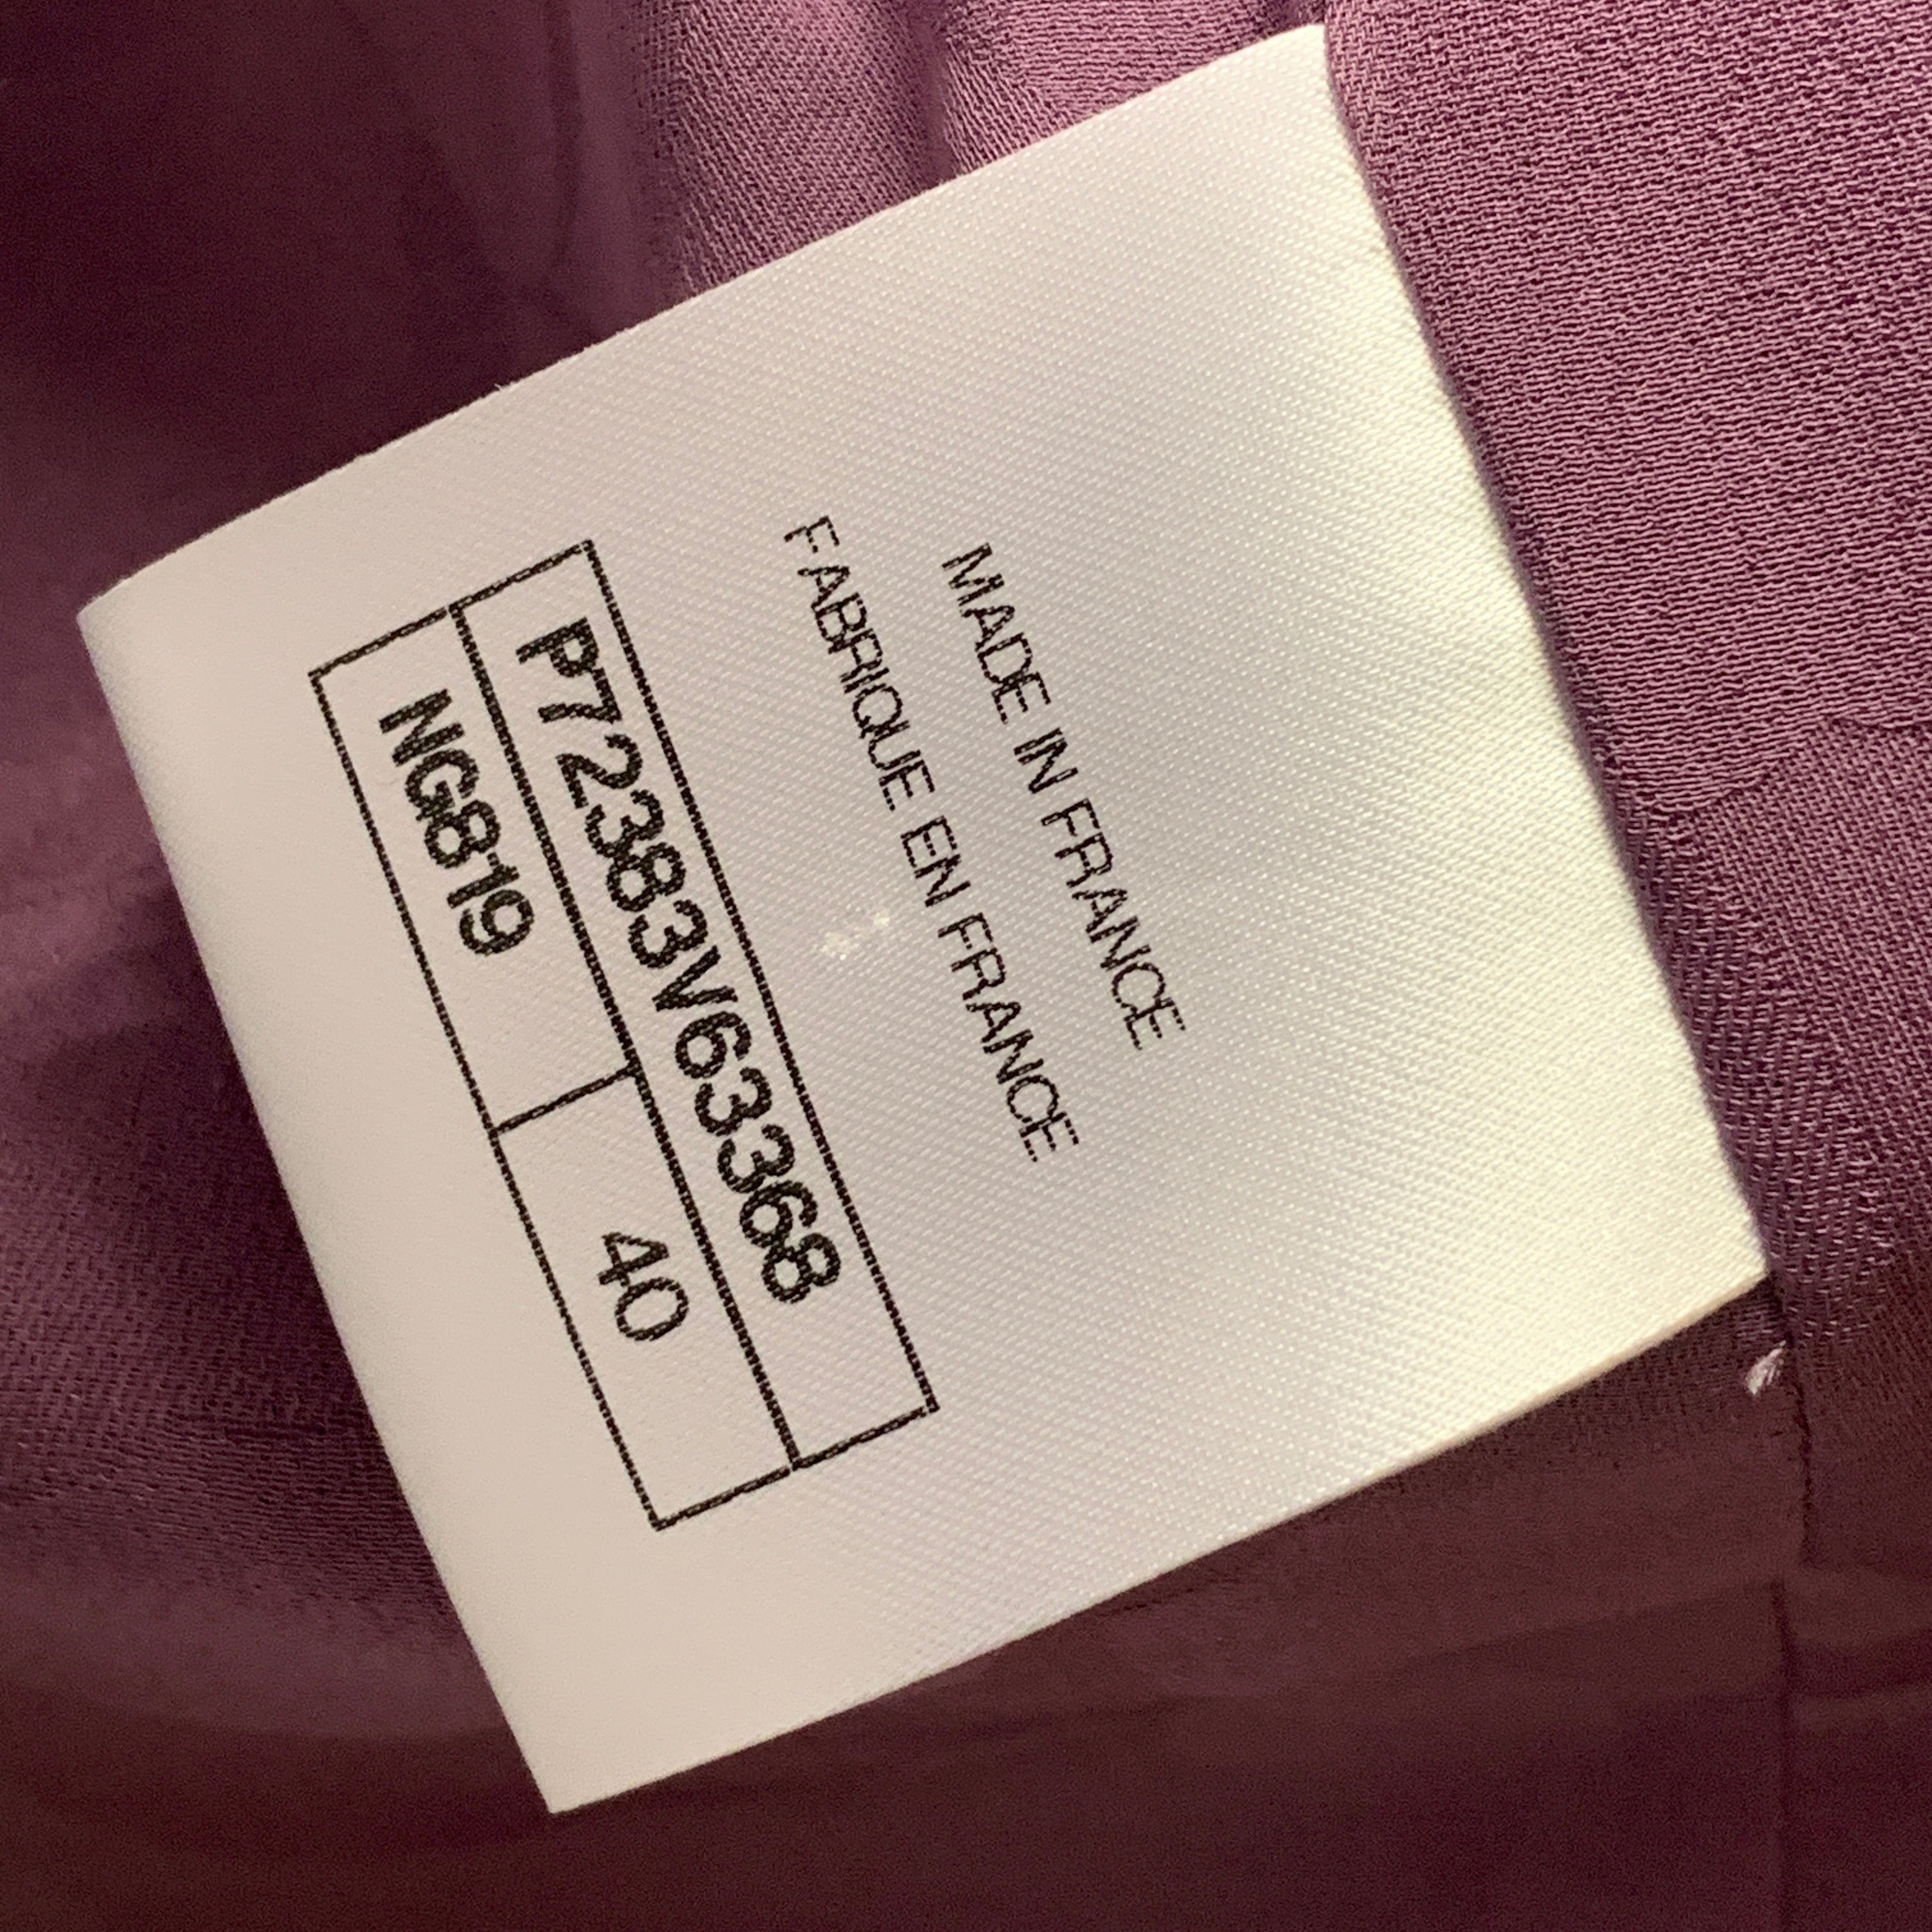 MADE IN FRANCE
FABRIQUE EN FRANCE
P72383V63368
NG819 40